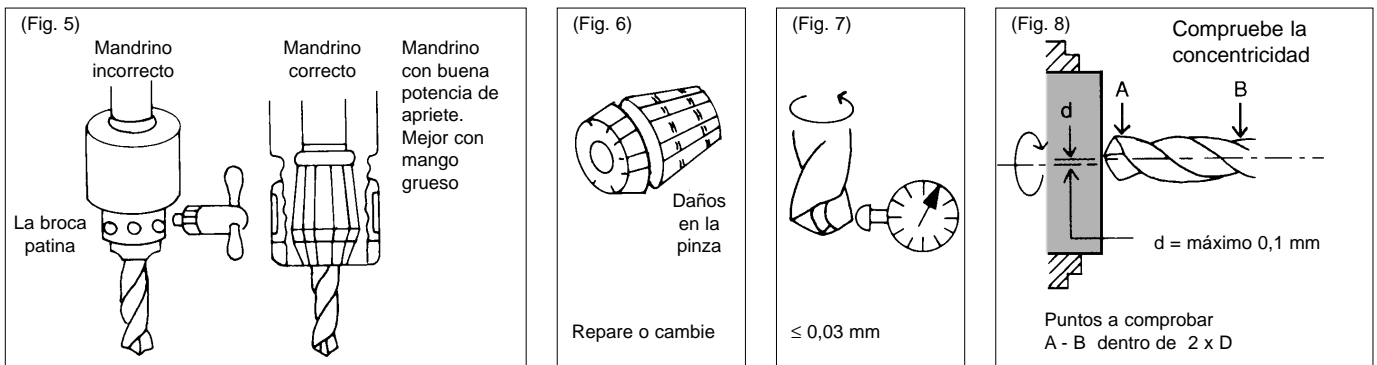 (Fig. 5)
Mandrino
incorrecto
Mandrino
correcto
Mandrino
con buena
potencia de
apriete.
Mejor con
mango
grueso
La broca
patina
(Fig. 6)
Daños
en la
pinza
Repare o cambie
(Fig. 7)
≤ 0,03 mm
(Fig. 8)
Compruebe la
concentricidad
A
B
d
d = máximo 0,1 mm
Puntos a comprobar
A - B dentro de 2 x D